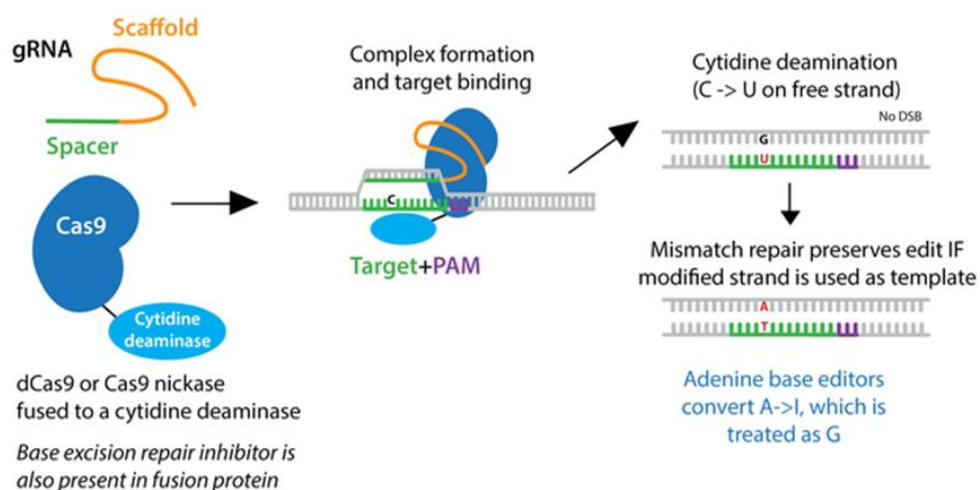 gRNA
Scaffold
Spacer
Cas9
Cytidine
deaminase
dCas9 or Cas9 nickase
fused to a cytidine deaminase
Base excision repair inhibitor is
also present in fusion protein
Complex formation
and target binding
C
Target+PAM
Cytidine deamination
(C -> U on free strand)
No DSB
G
U
Mismatch repair preserves edit IF
modified strand is used as template
A
T
Adenine base editors
convert A->I, which is
treated as G